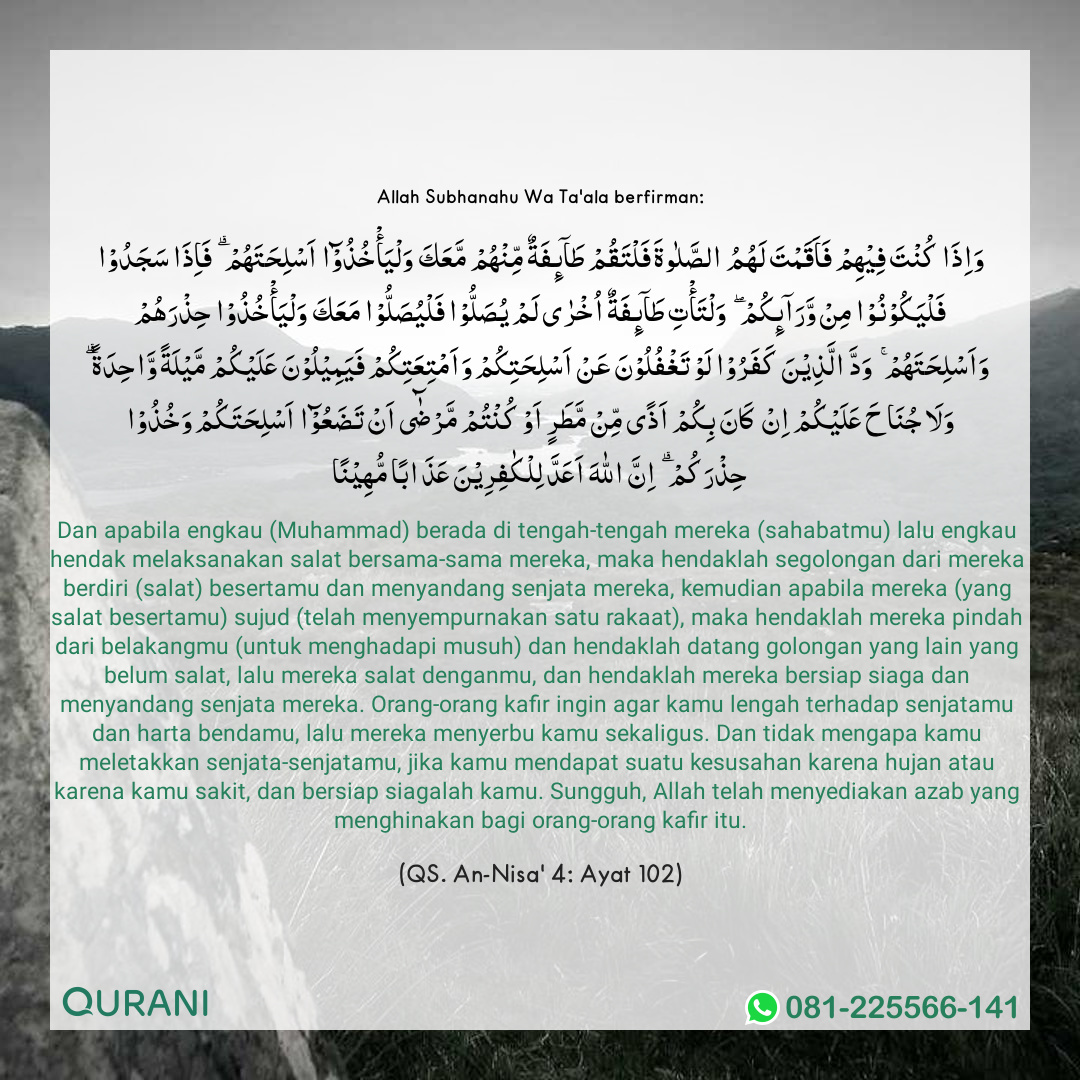 Allah Subhanahu Wa Ta'ala berfirman:
وَاِذَا كُنْتَ فِيْهِمْ فَاَقَمْتَ لَهُمُ الصَّلٰوةَ فَلْتَقُمْ طَآىِٕفَةٌ مِّنْهُمْ مَّعَكَ وَلْيَأْخُذُوْۤا اَسْلِحَتَهُمْ ۗ فَاِذَا سَجَدُوْا
فَلْيَكُوْنُوْا مِنْ وَّرَآىِٕكُمْ ۖ وَلْتَأْتِ طَآىِٕفَةٌ اُخْرٰى لَمْ يُصَلُّوْا فَلْيُصَلُّوْا مَعَكَ وَلْيَأْخُذُوْا حِذْرَهُمْ
وَاَسْلِحَتَهُمْ ۚ وَدَّ الَّذِيْنَ كَفَرُوْا لَوْ تَغْفُلُوْنَ عَنْ اَسْلِحَتِكُمْ وَاَمْتِعَتِكُمْ فَيَمِيْلُوْنَ عَلَيْكُمْ مَّيْلَةً وَّاحِدَةً ۗ
وَلَا جُنَاحَ عَلَيْكُمْ اِنْ كَانَ بِكُمْ اَذًى مِّنْ مَّطَرٍ اَوْ كُنْتُمْ مَّرْضٰۤى اَنْ تَضَعُوْۤا اَسْلِحَتَكُمْ وَخُذُوْا
حِذْرَكُمْ ۗ اِنَّ اللّٰهَ اَعَدَّ لِلْكٰفِرِيْنَ عَذَابًا مُّهِيْنًا
Dan apabila engkau (Muhammad) berada di tengah-tengah mereka (sahabatmu) lalu engkau
hendak melaksanakan salat bersama-sama mereka, maka hendaklah segolongan dari mereka
berdiri (salat) besertamu dan menyandang senjata mereka, kemudian apabila mereka (yang
salat besertamu) sujud (telah menyempurnakan satu rakaat), maka hendaklah mereka pindah
dari belakangmu (untuk menghadapi musuh) dan hendaklah datang golongan yang lain yang
belum salat, lalu mereka salat denganmu, dan hendaklah mereka bersiap siaga dan
menyandang senjata mereka. Orang-orang kafir ingin agar kamu lengah terhadap senjatamu
dan harta bendamu, lalu mereka menyerbu kamu sekaligus. Dan tidak mengapa kamu
meletakkan senjata-senjatamu, jika kamu mendapat suatu kesusahan karena hujan atau
karena kamu sakit, dan bersiap siagalah kamu. Sungguh, Allah telah menyediakan azab yang
menghinakan bagi orang-orang kafir itu.
(QS. An-Nisa' 4: Ayat 102)
QURANI
081-225566-141